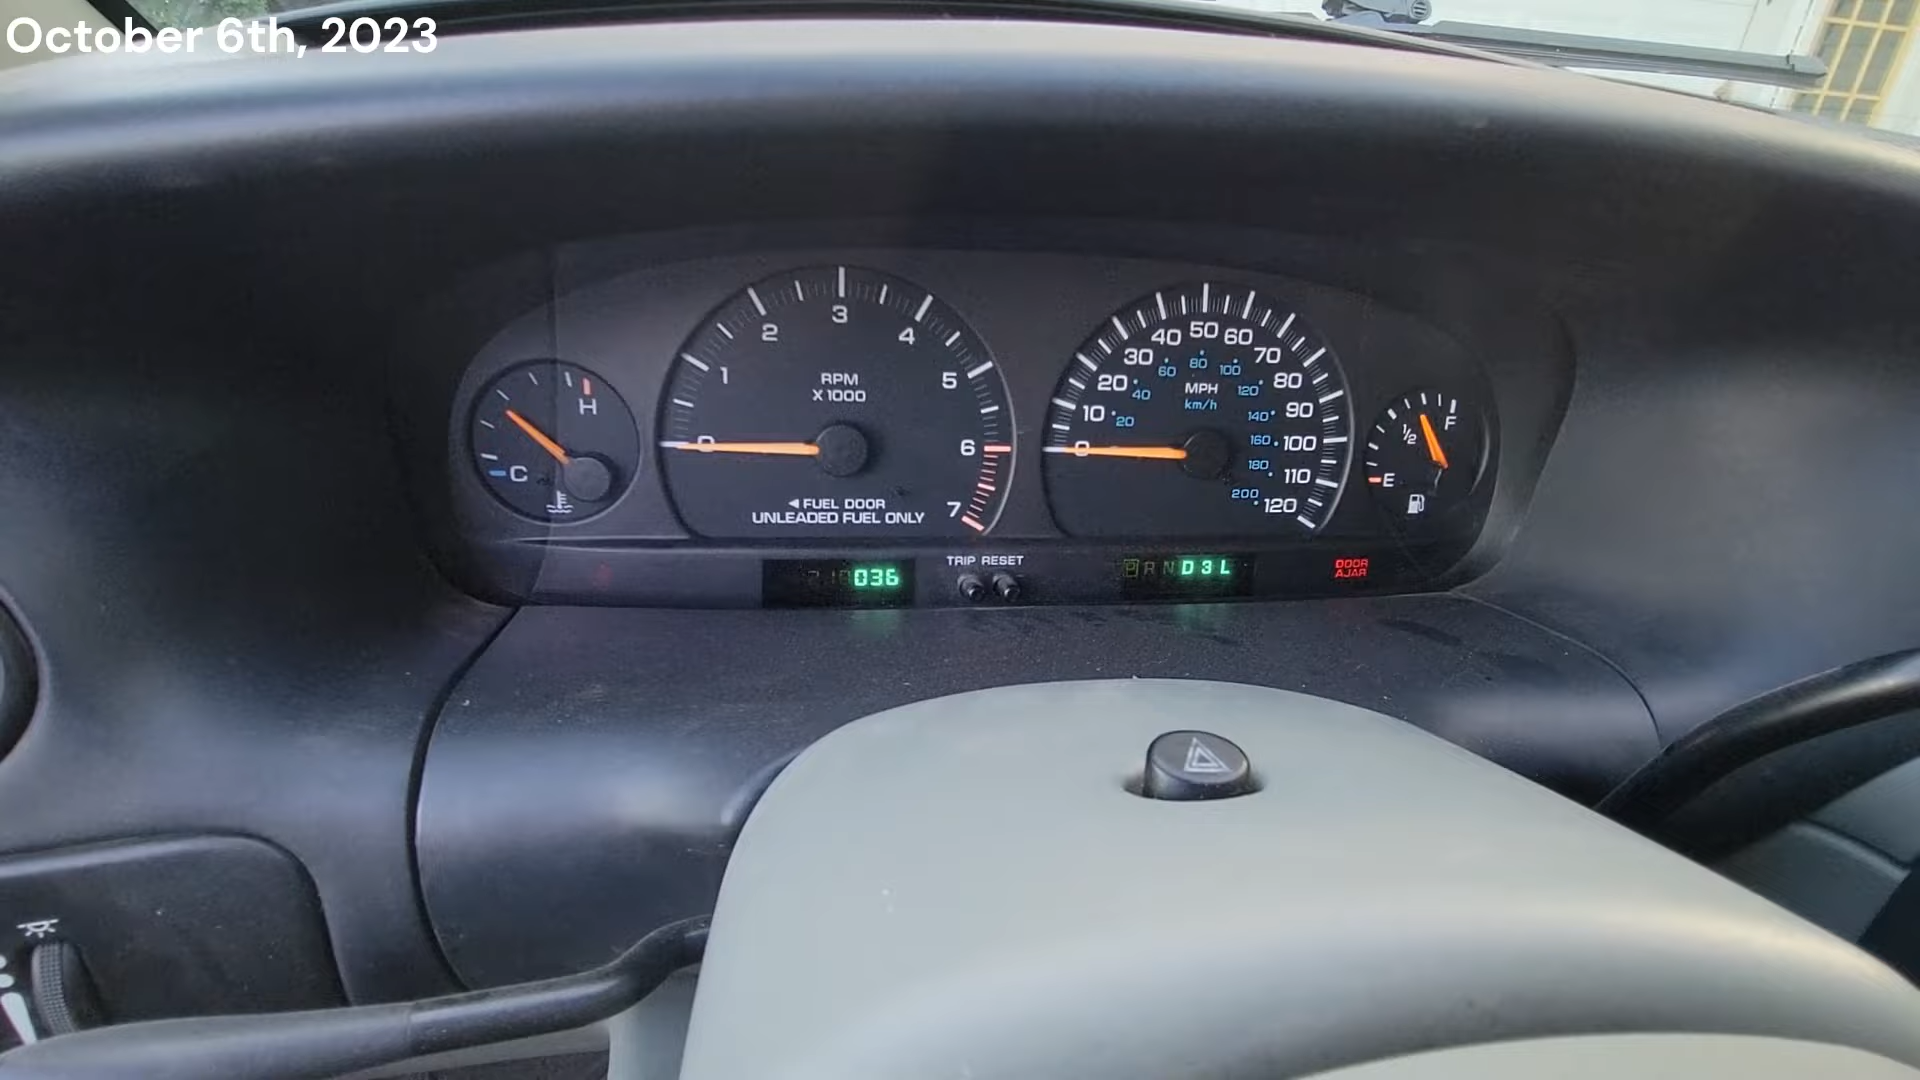 October 6th, 2023
H
C
0
1
2
3
4
5
6
7
RPM
X 1000
FUEL DOOR
UNLEADED FUEL ONLY
0
10
20
30
40
50
60
70
80
90
100
110
120
20
40
60
80
100
120
140
160
180
200
MPH
km/h
F
1/2
E
TRIP RESET
036
P R N D 3 L
DOOR
AJAR